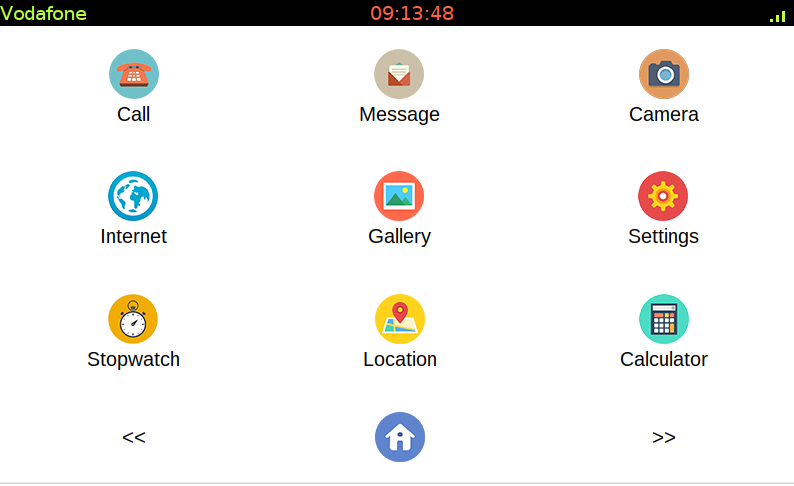 Vodafone 09:13:48
Call Message Camera
Internet Gallery Settings
Stopwatch Location Calculator
<< >>